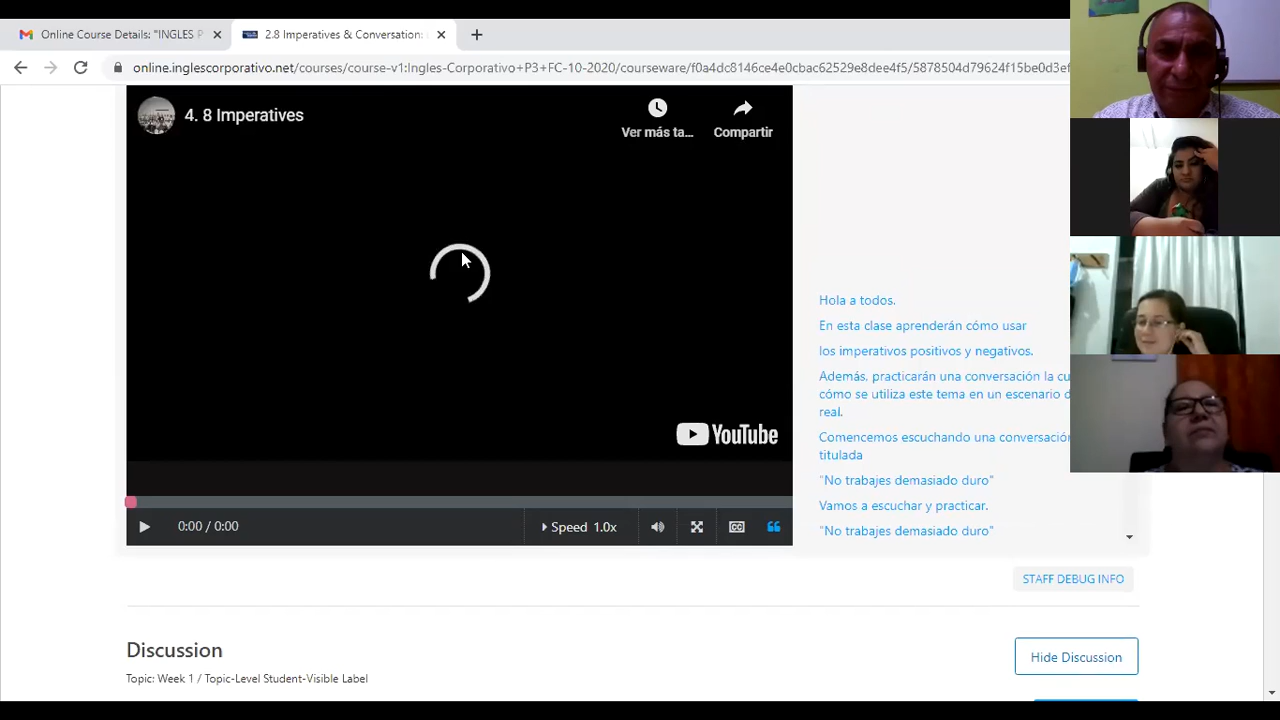 Online Course Details: "INGLES P
2.8 Imperatives & Conversation:
online.inglescorporativo.net/courses/course-v1:Ingles-Corporativo+P3+FC-10-2020/courseware/f0a4dc8146ce4e0cbac62529e8dee4f5/5878504d79624f15be0d3ef
4. 8 Imperatives
Ver más ta...
Compartir
YouTube
0:00 / 0:00
Speed 1.0x
Hola a todos.
En esta clase aprenderán cómo usar
los imperativos positivos y negativos.
Además, practicarán una conversación la cu
cómo se utiliza este tema en un escenario d
real.
Comencemos escuchando una conversación
titulada
"No trabajes demasiado duro"
Vamos a escuchar y practicar.
"No trabajes demasiado duro"
STAFF DEBUG INFO
Discussion
Hide Discussion
Topic: Week 1 / Topic-Level Student-Visible Label